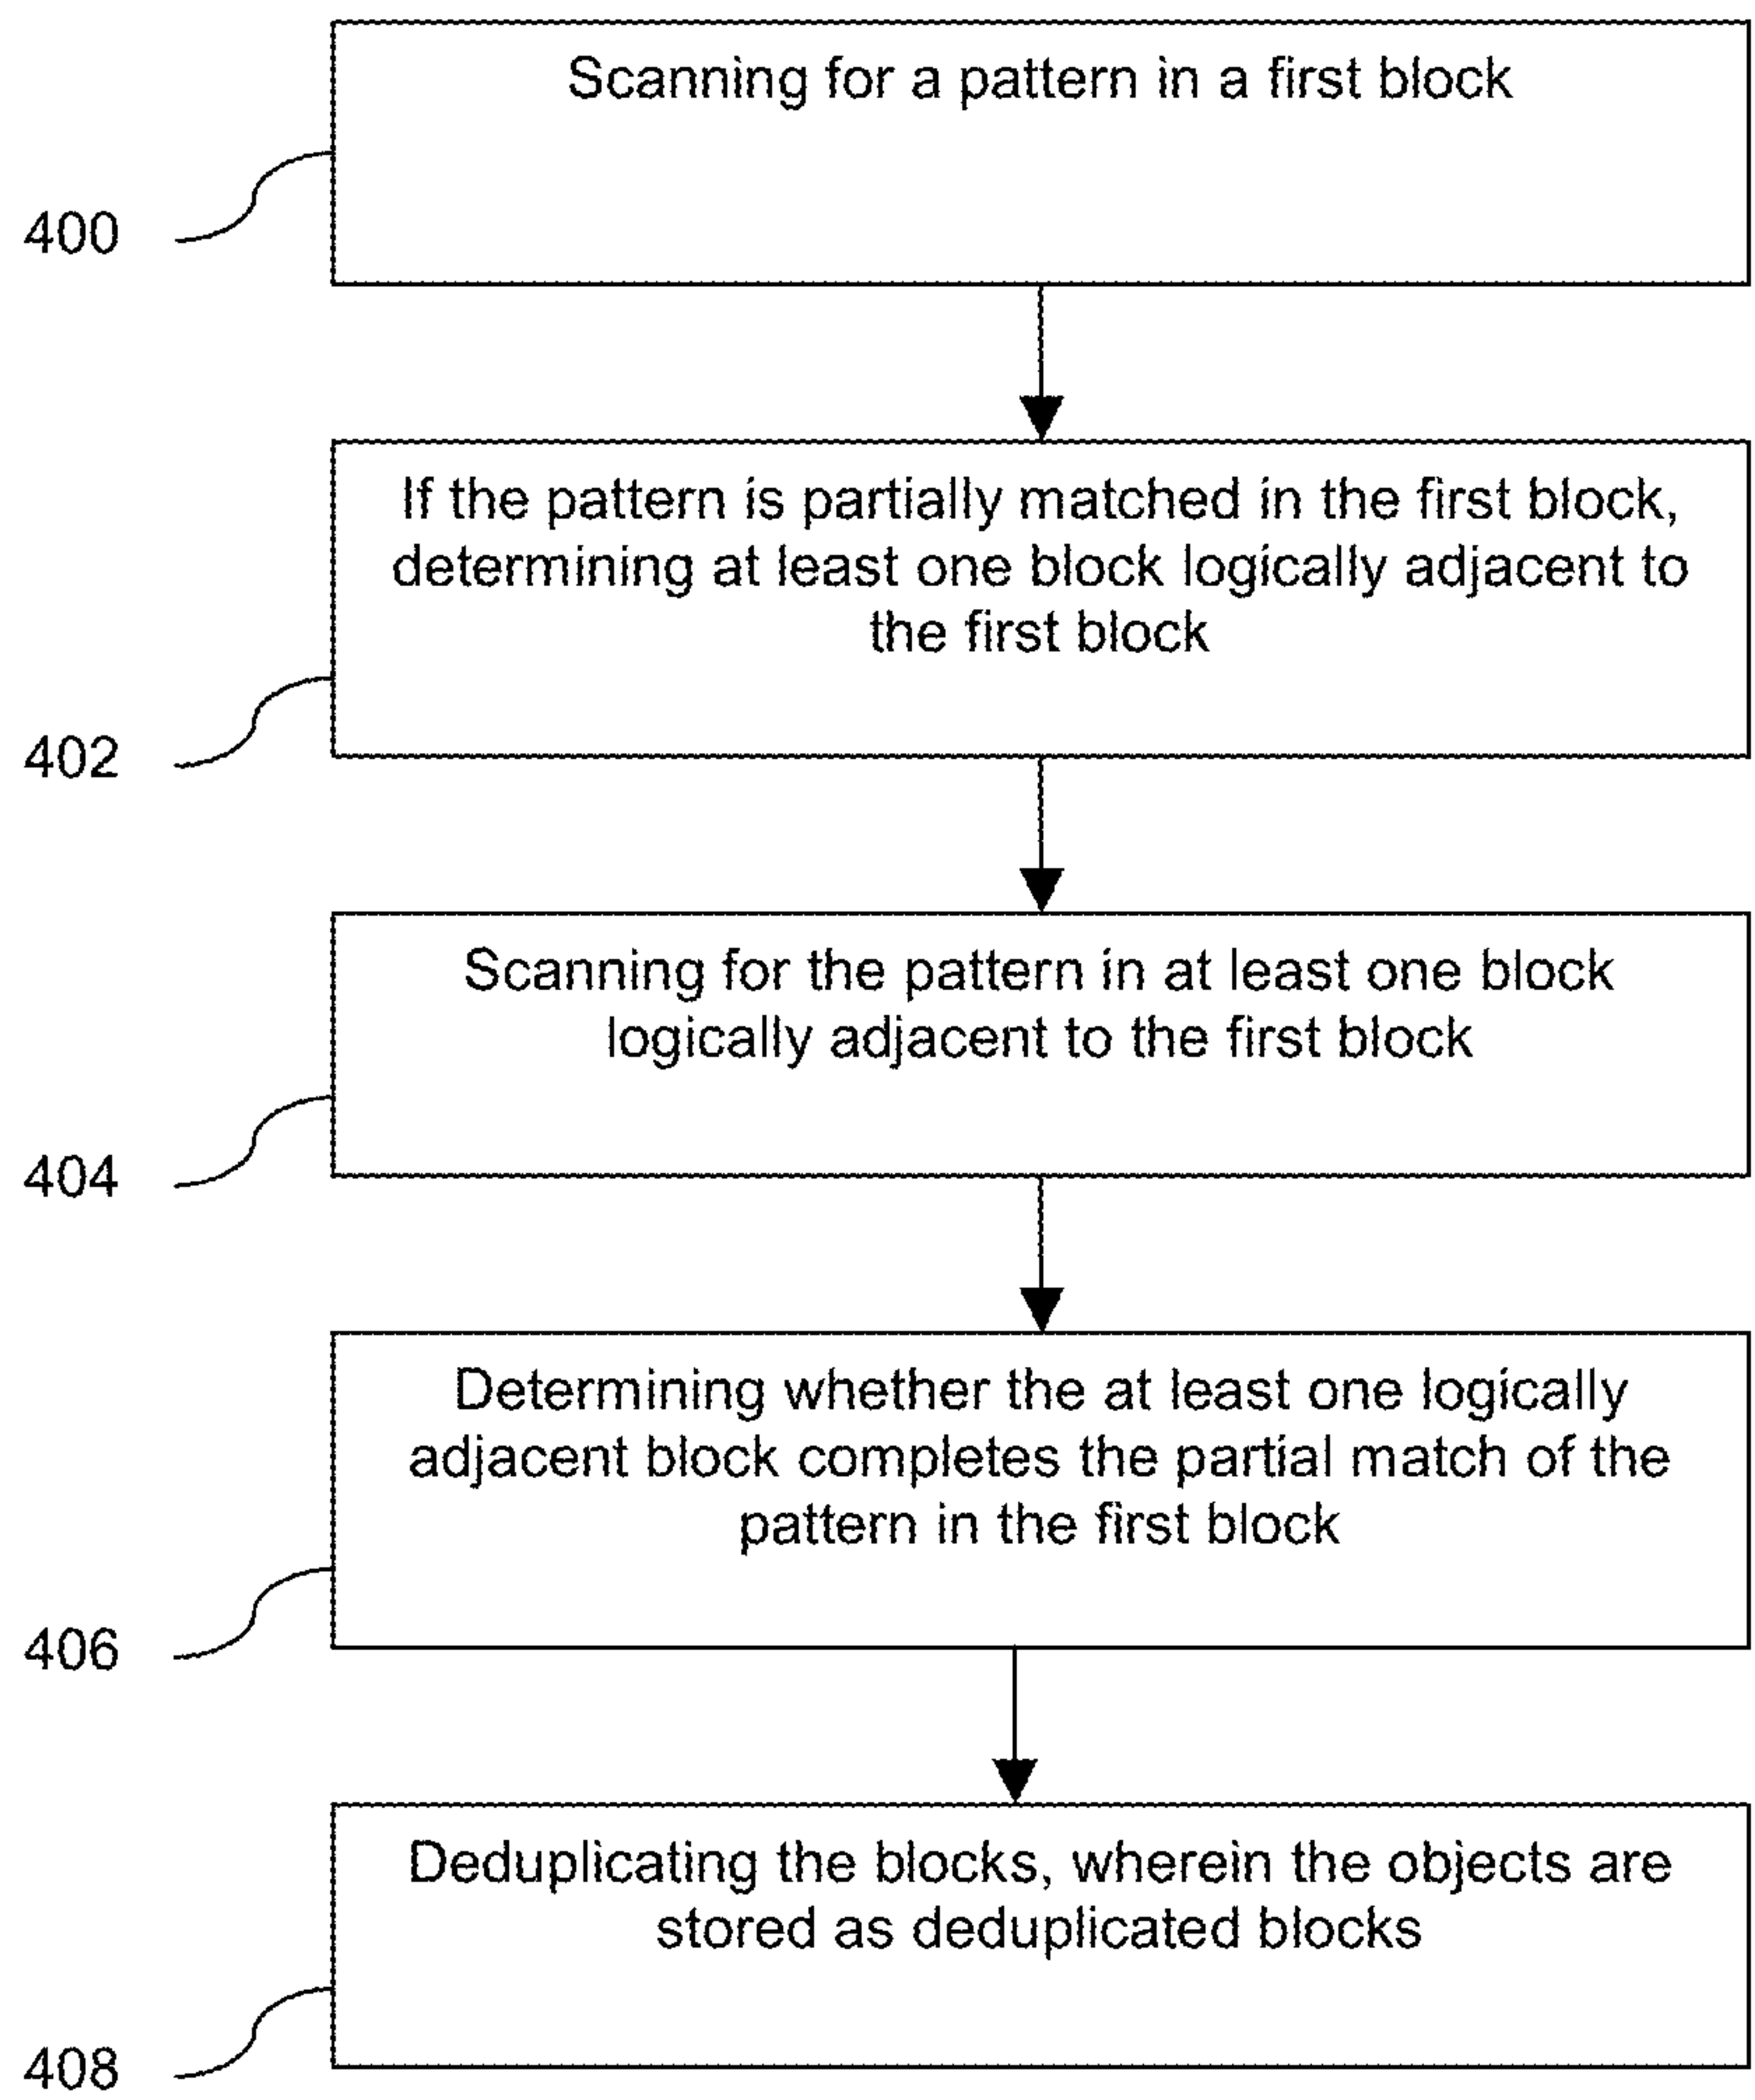 Scanning for a pattern in a first block
400
If the pattern is partially matched in the first block,
determining at least one block logically adjacent to
the first block
402
Scanning for the pattern in at least one block
logically adjacent to the first block
404
Determining whether the at least one logically
adjacent block completes the partial match of the
pattern in the first block
406
Deduplicating the blocks, wherein the objects are
stored as deduplicated blocks
408